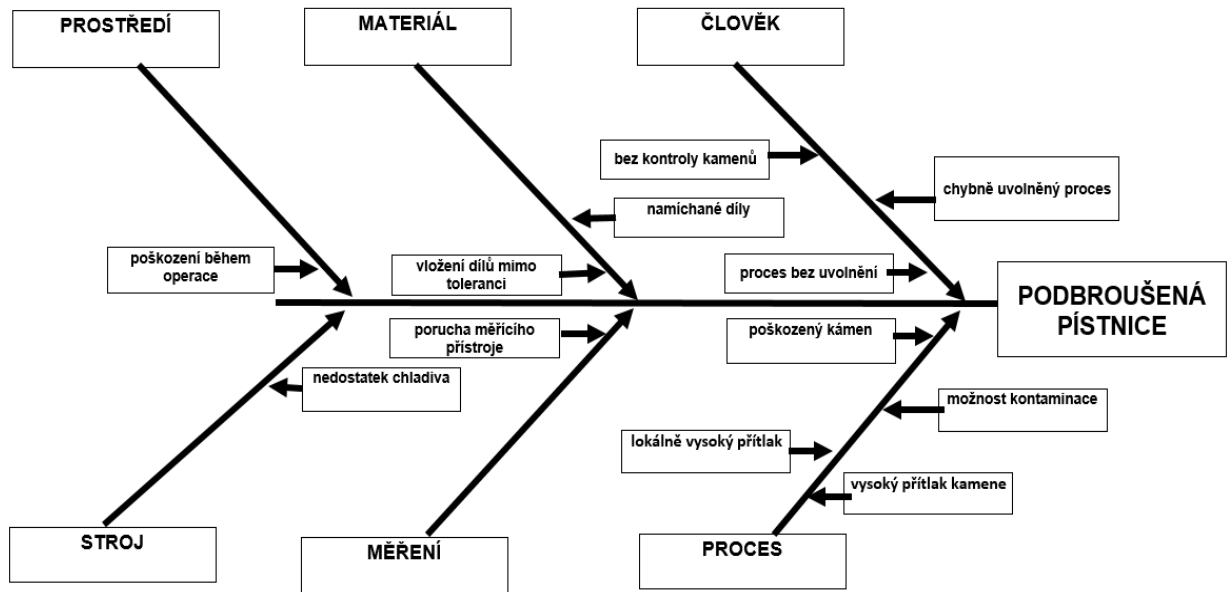 PROSTŘEDÍ
MATERIÁL
ČLOVĚK
bez kontroly kamenů
chybně uvolněný proces
namíchané díly
poškození během
operace
vložení dílů mimo
toleranci
proces bez uvolnění
PODBROUŠENÁ
PÍSTNICE
porucha měřícího
přístroje
poškozený kámen
nedostatek chladiva
možnost kontaminace
lokálně vysoký přítlak
vysoký přítlak kamene
STROJ
MĚŘENÍ
PROCES